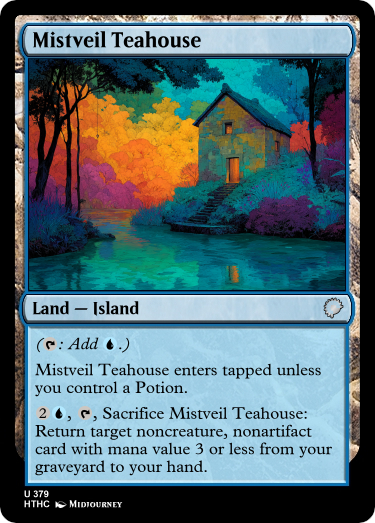 Mistveil Teahouse
Land — Island
(T: Add U.)
Mistveil Teahouse enters tapped unless
you control a Potion.
2 U, T, Sacrifice Mistveil Teahouse:
Return target noncreature, nonartifact
card with mana value 3 or less from your
graveyard to your hand.
U 379
HTHC MIDJOURNEY